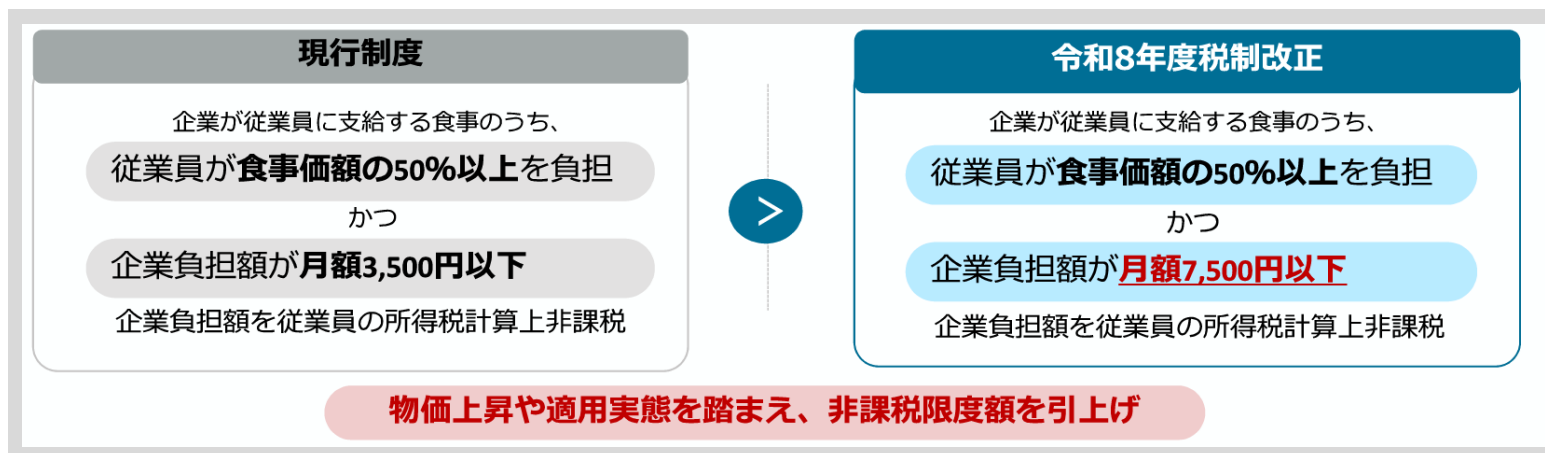 現行制度
企業が従業員に支給する食事のうち、
従業員が食事価額の50%以上を負担
かつ
企業負担額が月額3,500円以下
企業負担額を従業員の所得税計算上非課税
>
令和8年度税制改正
企業が従業員に支給する食事のうち、
従業員が食事価額の50%以上を負担
かつ
企業負担額が月額7,500円以下
企業負担額を従業員の所得税計算上非課税
物価上昇や適用実態を踏まえ、非課税限度額を引上げ